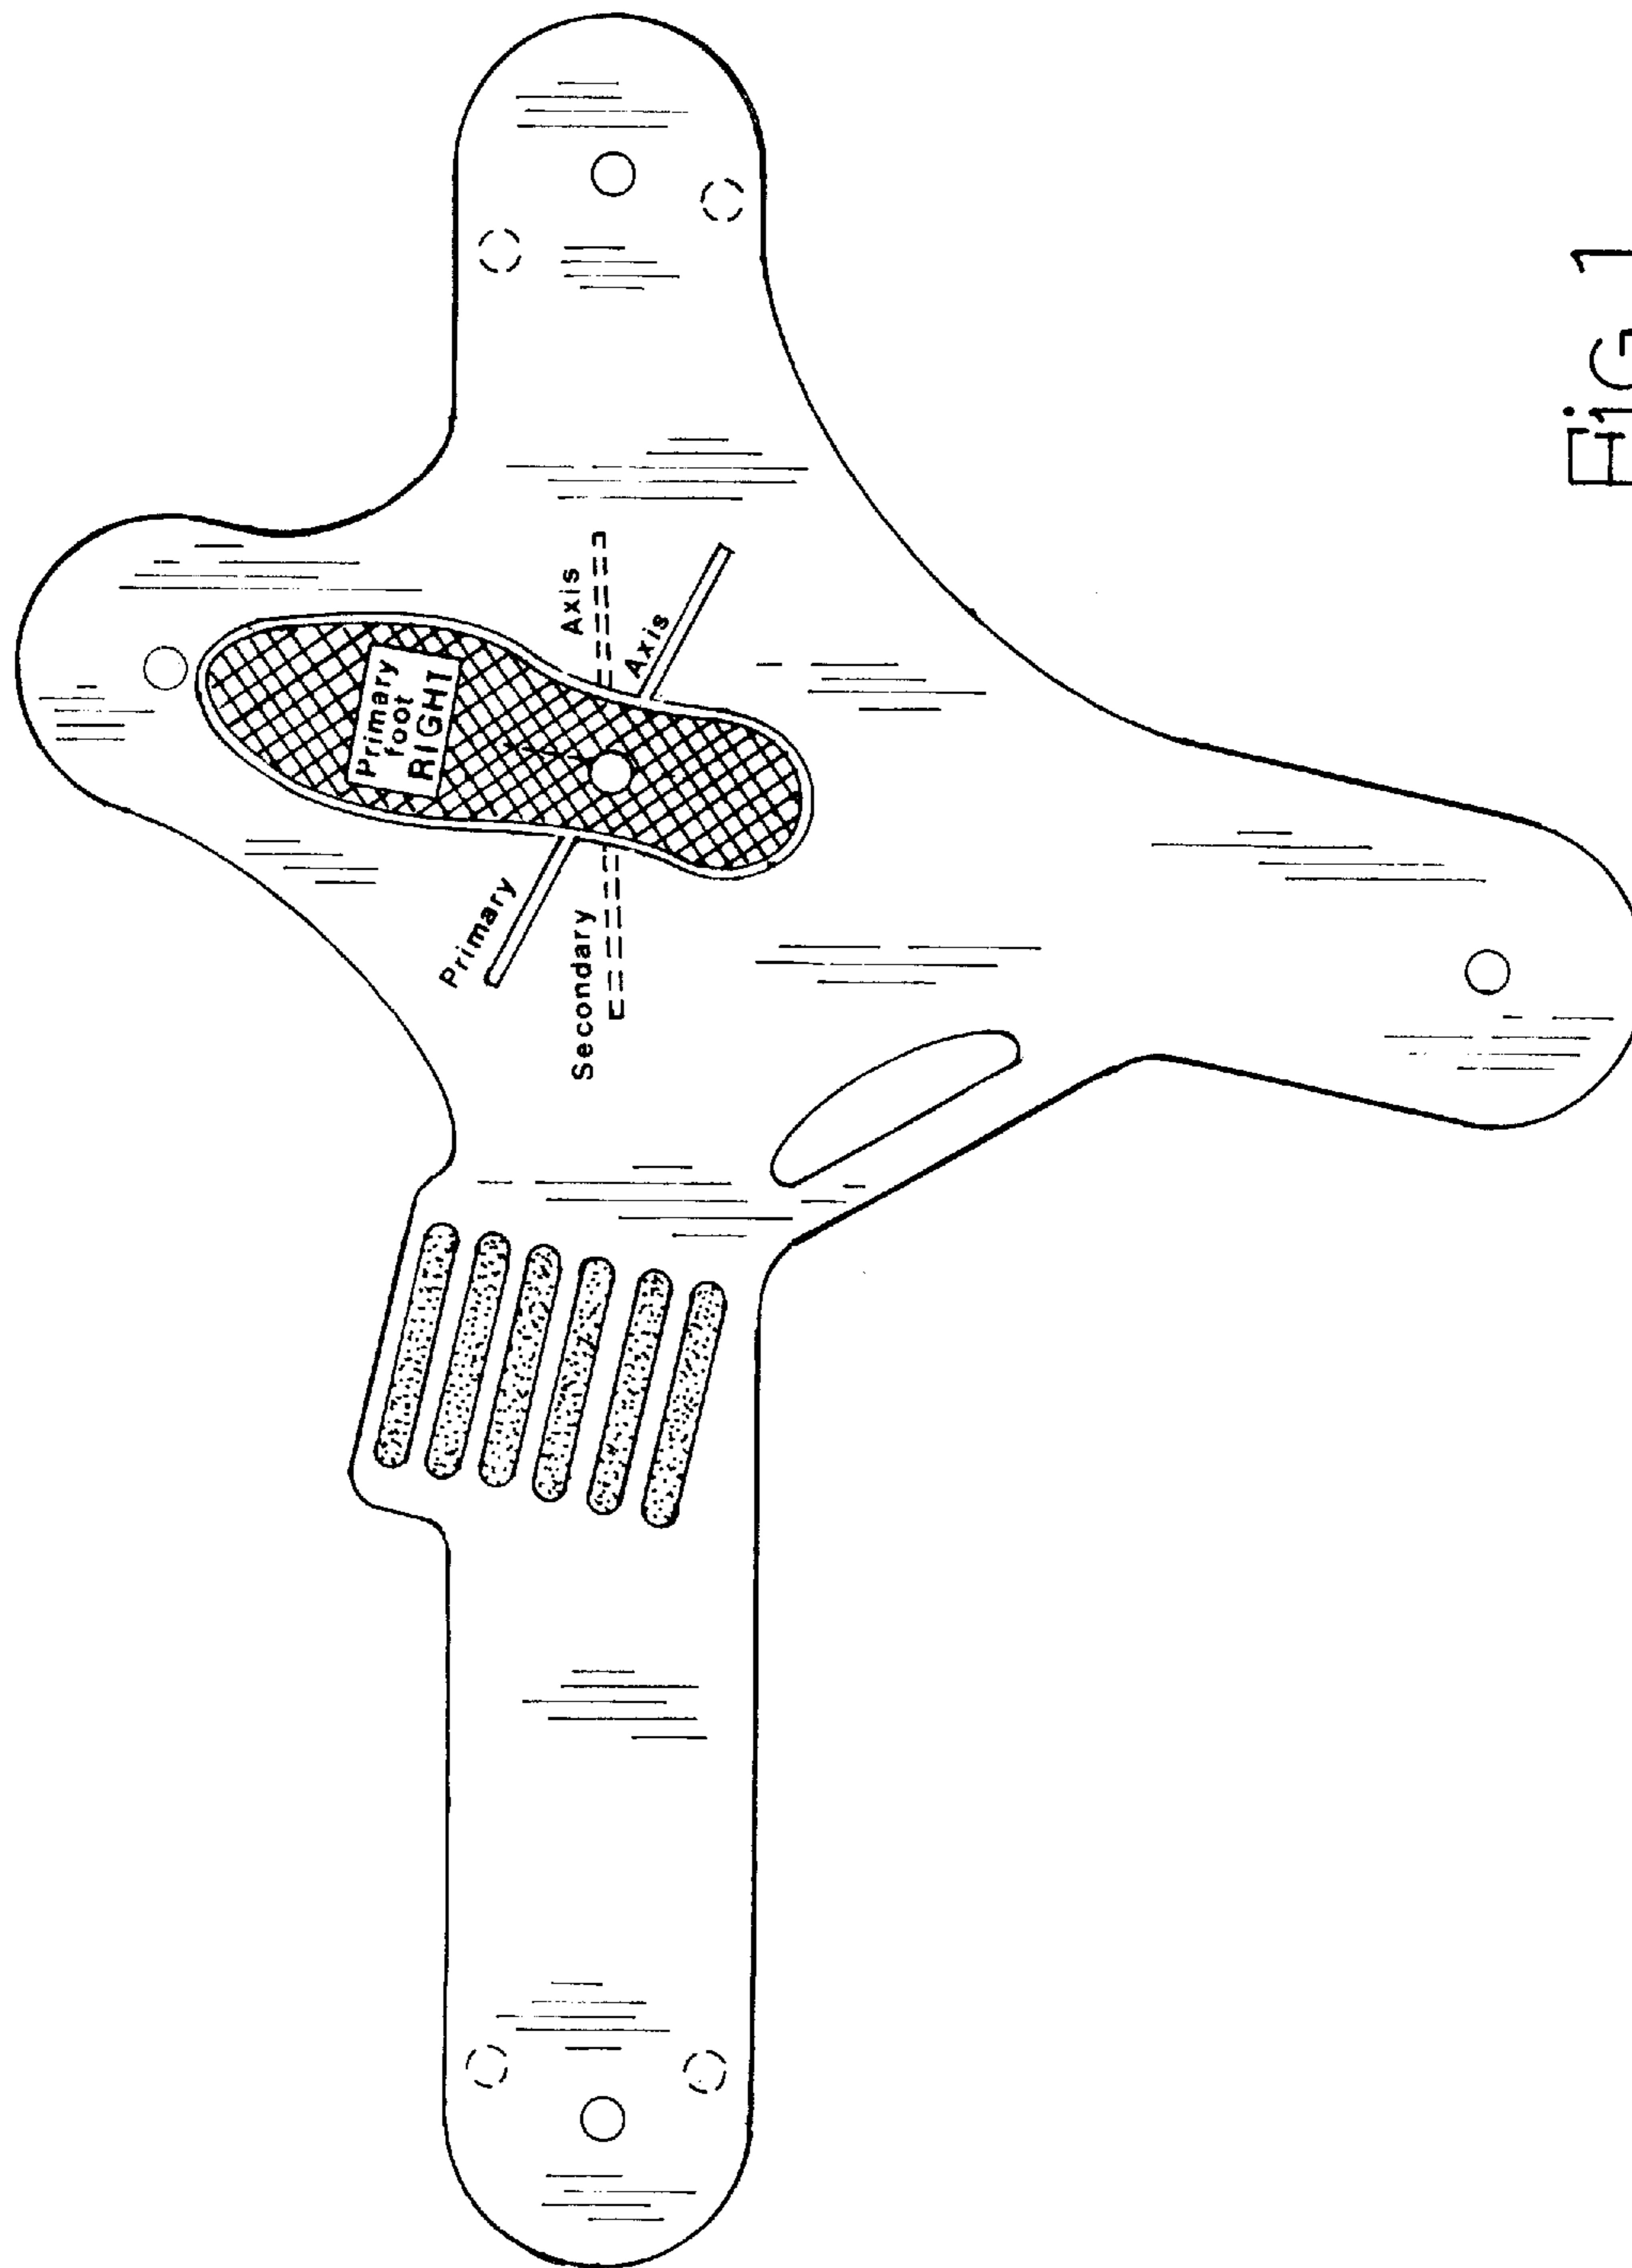 Primary
foot
RIGHT
Primary
Axis
Secondary
Axis
FiG 1